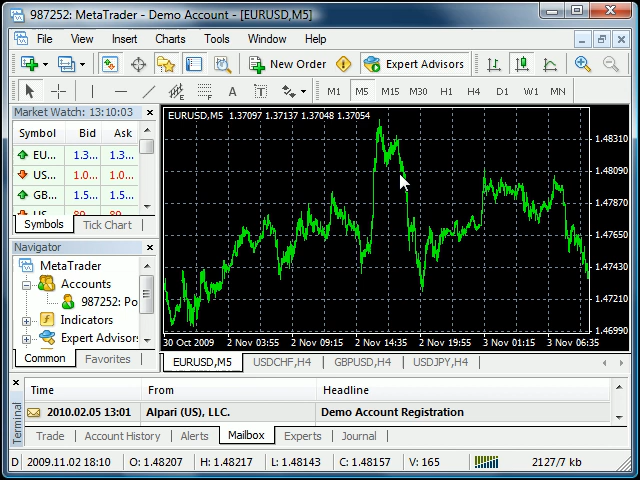 987252: MetaTrader - Demo Account - [EURUSD,M5]
File View Insert Charts Tools Window Help
New Order Expert Advisors
A T M1 M5 M15 M30 H1 H4 D1 W1 MN
Market Watch: 13:10:03
Symbol Bid Ask
EU... 1.3... 1.3...
US... 1.0... 1.0...
GB... 1.5... 1.5...
Symbols Tick Chart
Navigator
MetaTrader
Accounts
987252: Po
Indicators
Expert Advisors
Common Favorites
EURUSD,M5 1.37097 1.37137 1.37048 1.37054
1.48310
1.48090
1.47870
1.47650
1.47430
1.47210
1.46990
30 Oct 2009 2 Nov 03:55 2 Nov 09:15 2 Nov 14:35 2 Nov 19:55 3 Nov 01:15 3 Nov 06:35
EURUSD,M5 USDCHF,H4 GBPUSD,H4 USDJPY,H4
Terminal
Time From Headline
2010.02.05 13:01 Alpari (US), LLC. Demo Account Registration
Trade Account History Alerts Mailbox Experts Journal
D 2009.11.02 18:10 O: 1.48207 H: 1.48217 L: 1.48143 C: 1.48157 V: 165 2127/7 kb